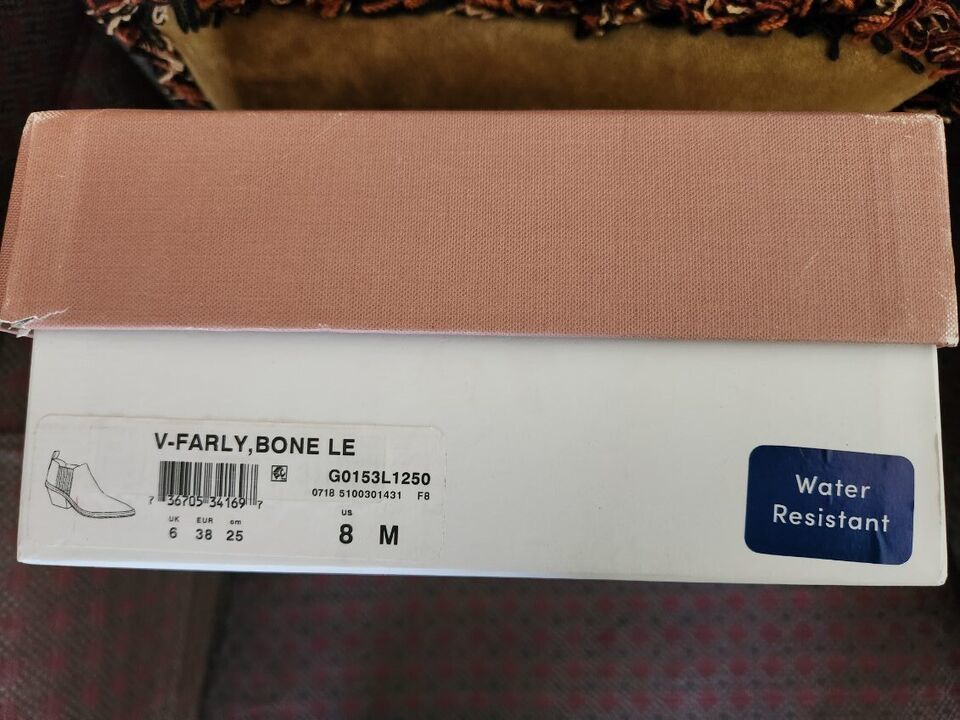 V-FARLY,BONE LE
G0153L1250
7 36705 34169 7
0718 5100301431 F8
UK EUR cm US
6 38 25 8 M
Water
Resistant